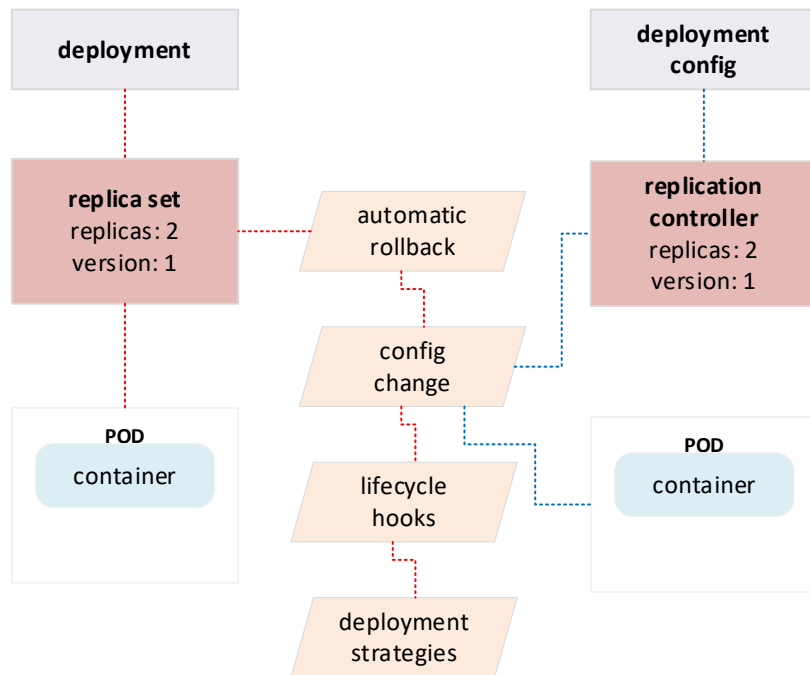 deployment
deployment
config
replica set
replicas: 2
version: 1
automatic
rollback
replication
controller
replicas: 2
version: 1
config
change
POD
container
lifecycle
hooks
POD
container
deployment
strategies